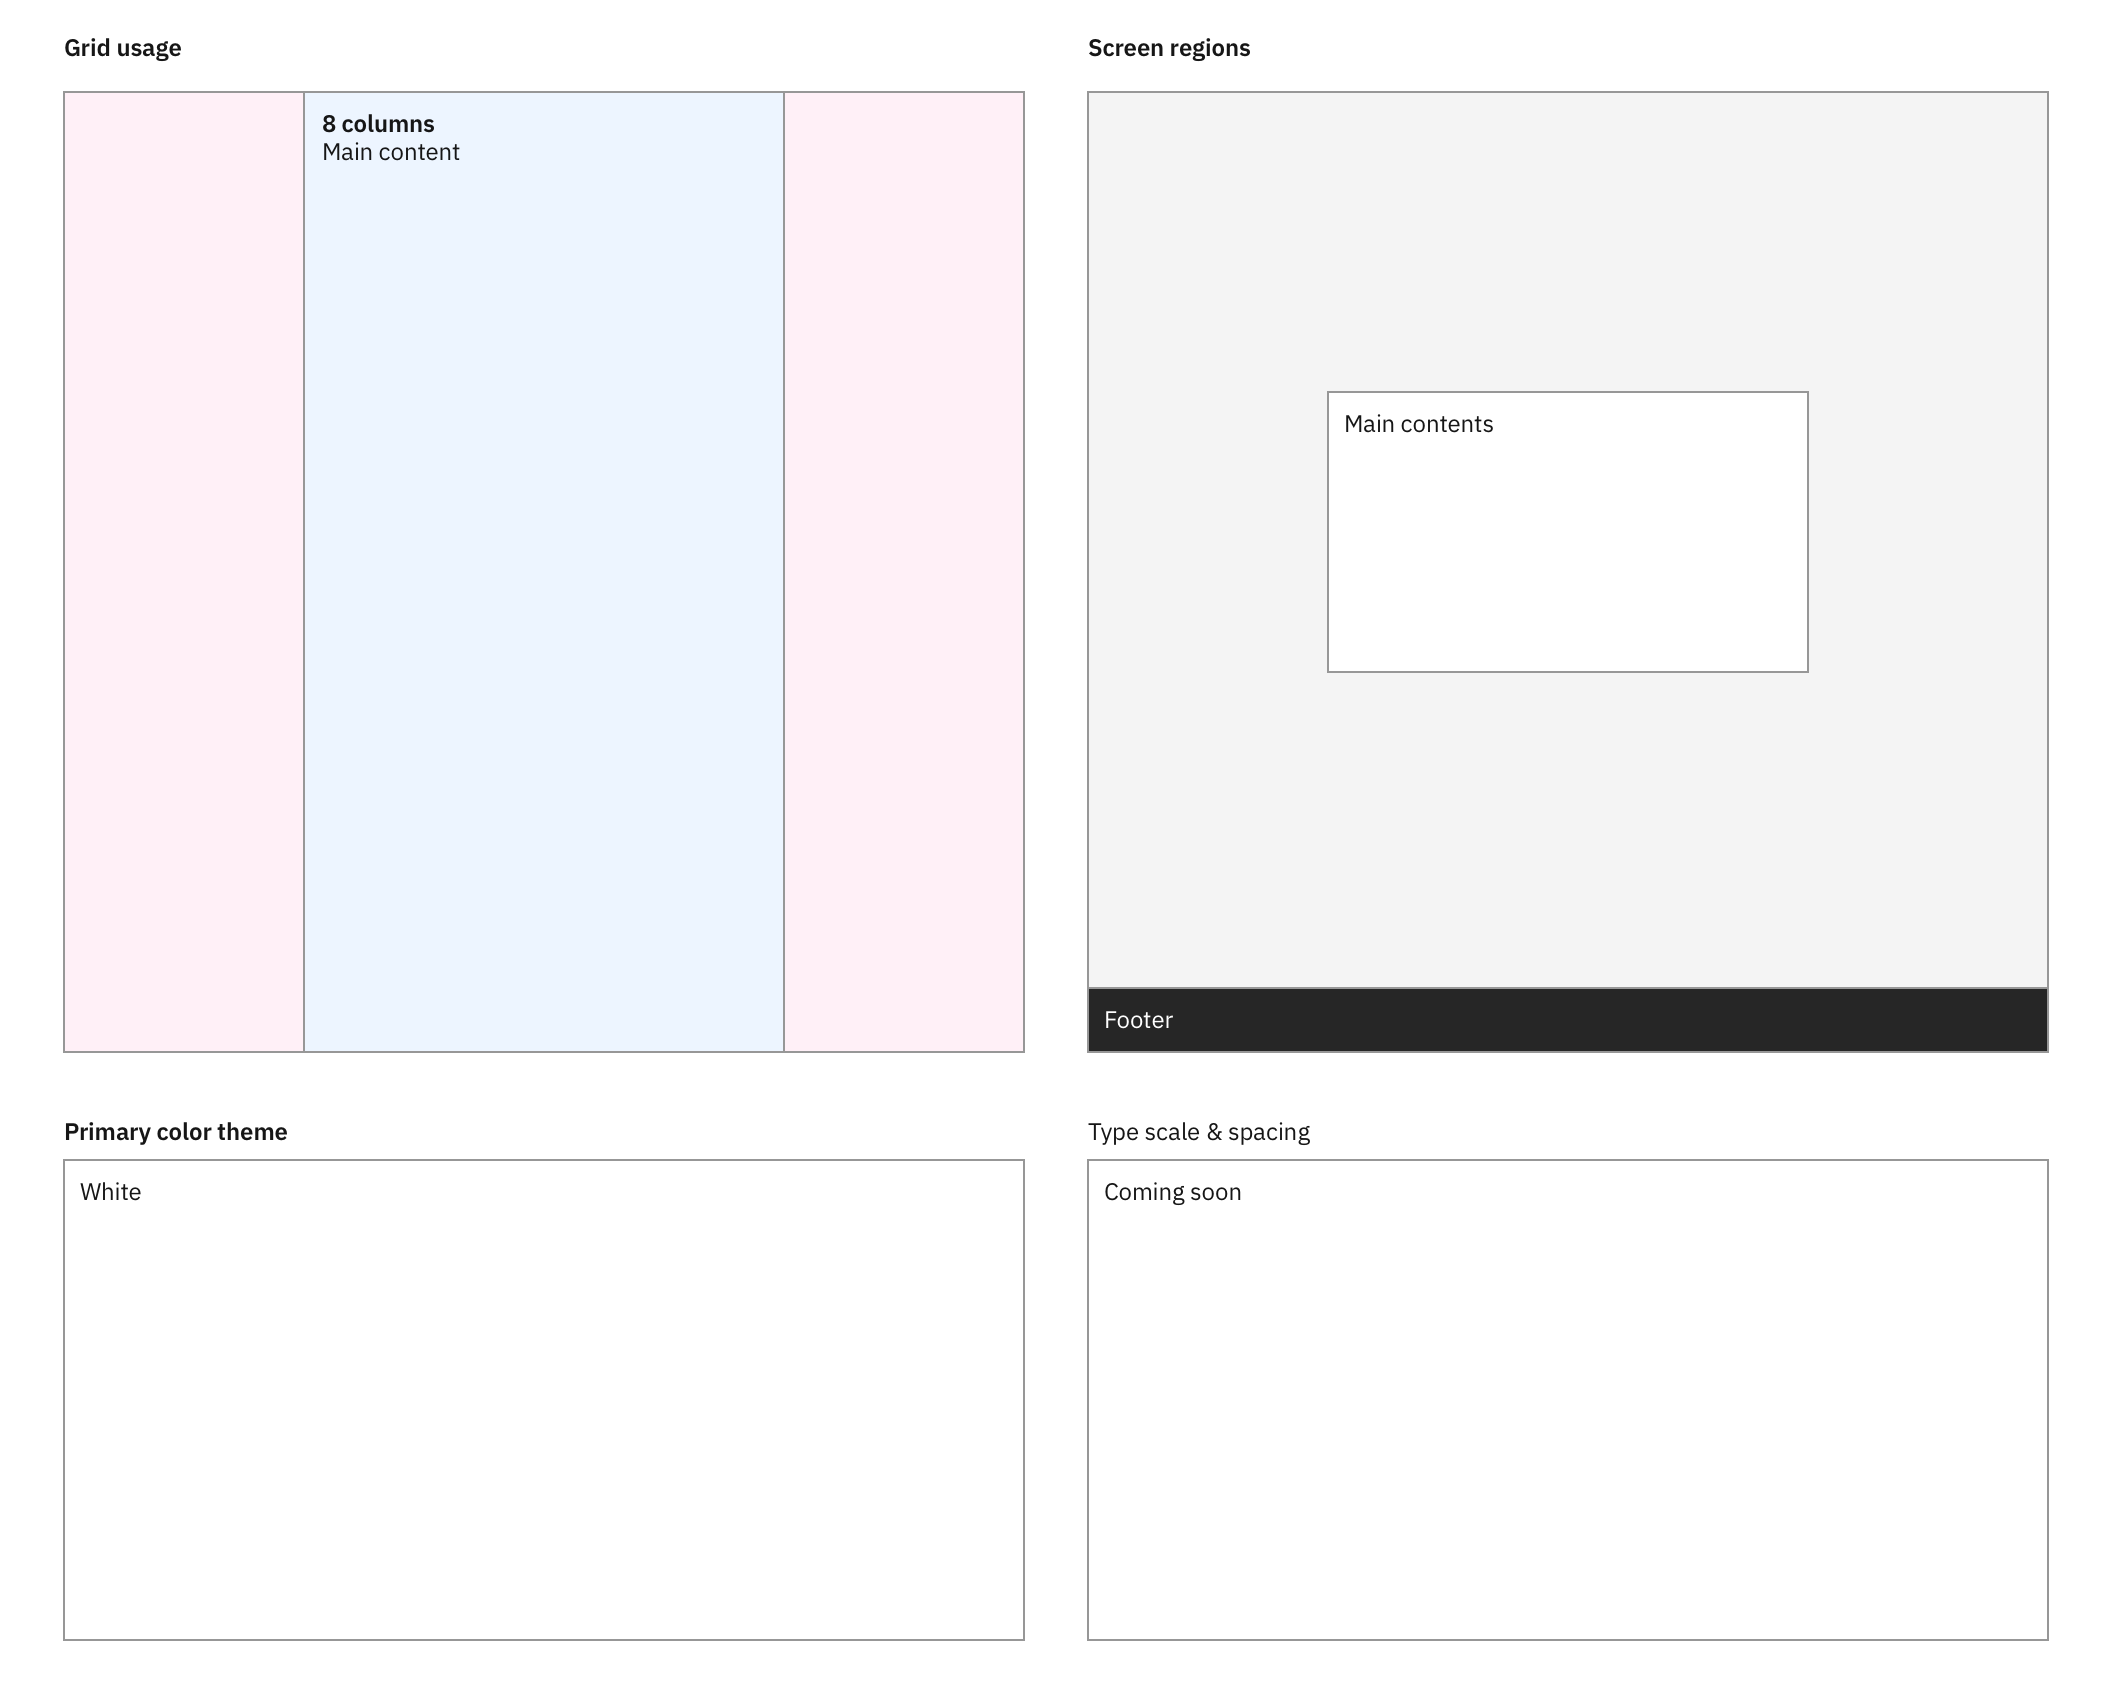 Grid usage
8 columns
Main content
Screen regions
Main contents
Footer
Primary color theme
White
Type scale & spacing
Coming soon